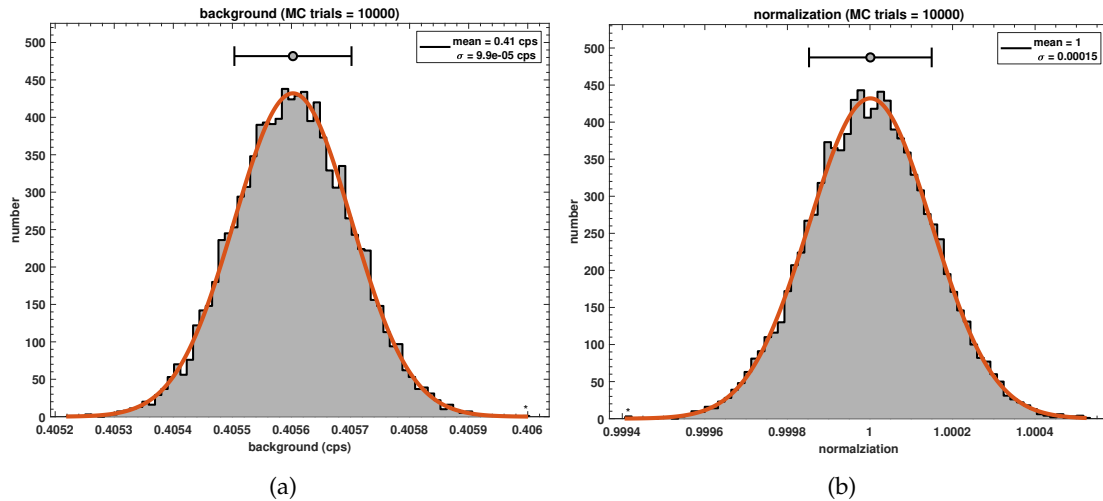 background (MC trials = 10000)
mean = 0.41 cps
σ = 9.9e-05 cps
number
500
450
400
350
300
250
200
150
100
50
0
*
0.4052 0.4053 0.4054 0.4055 0.4056 0.4057 0.4058 0.4059 0.406
background (cps)
(a)
normalization (MC trials = 10000)
mean = 1
σ = 0.00015
number
500
450
400
350
300
250
200
150
100
50
0
*
0.9994 0.9996 0.9998 1 1.0002 1.0004
normalziation
(b)